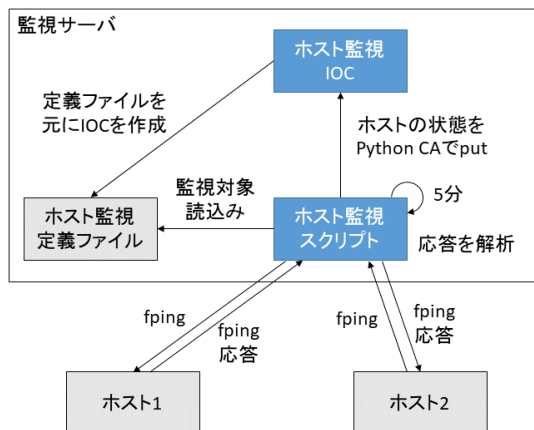 監視サーバ
ホスト監視
IOC
定義ファイルを
元にIOCを作成
ホストの状態を
Python CAでput
監視対象
読込み
5分
ホスト監視
定義ファイル
ホスト監視
スクリプト
応答を解析
fping
fping
応答
fping
fping
応答
ホスト1
ホスト2